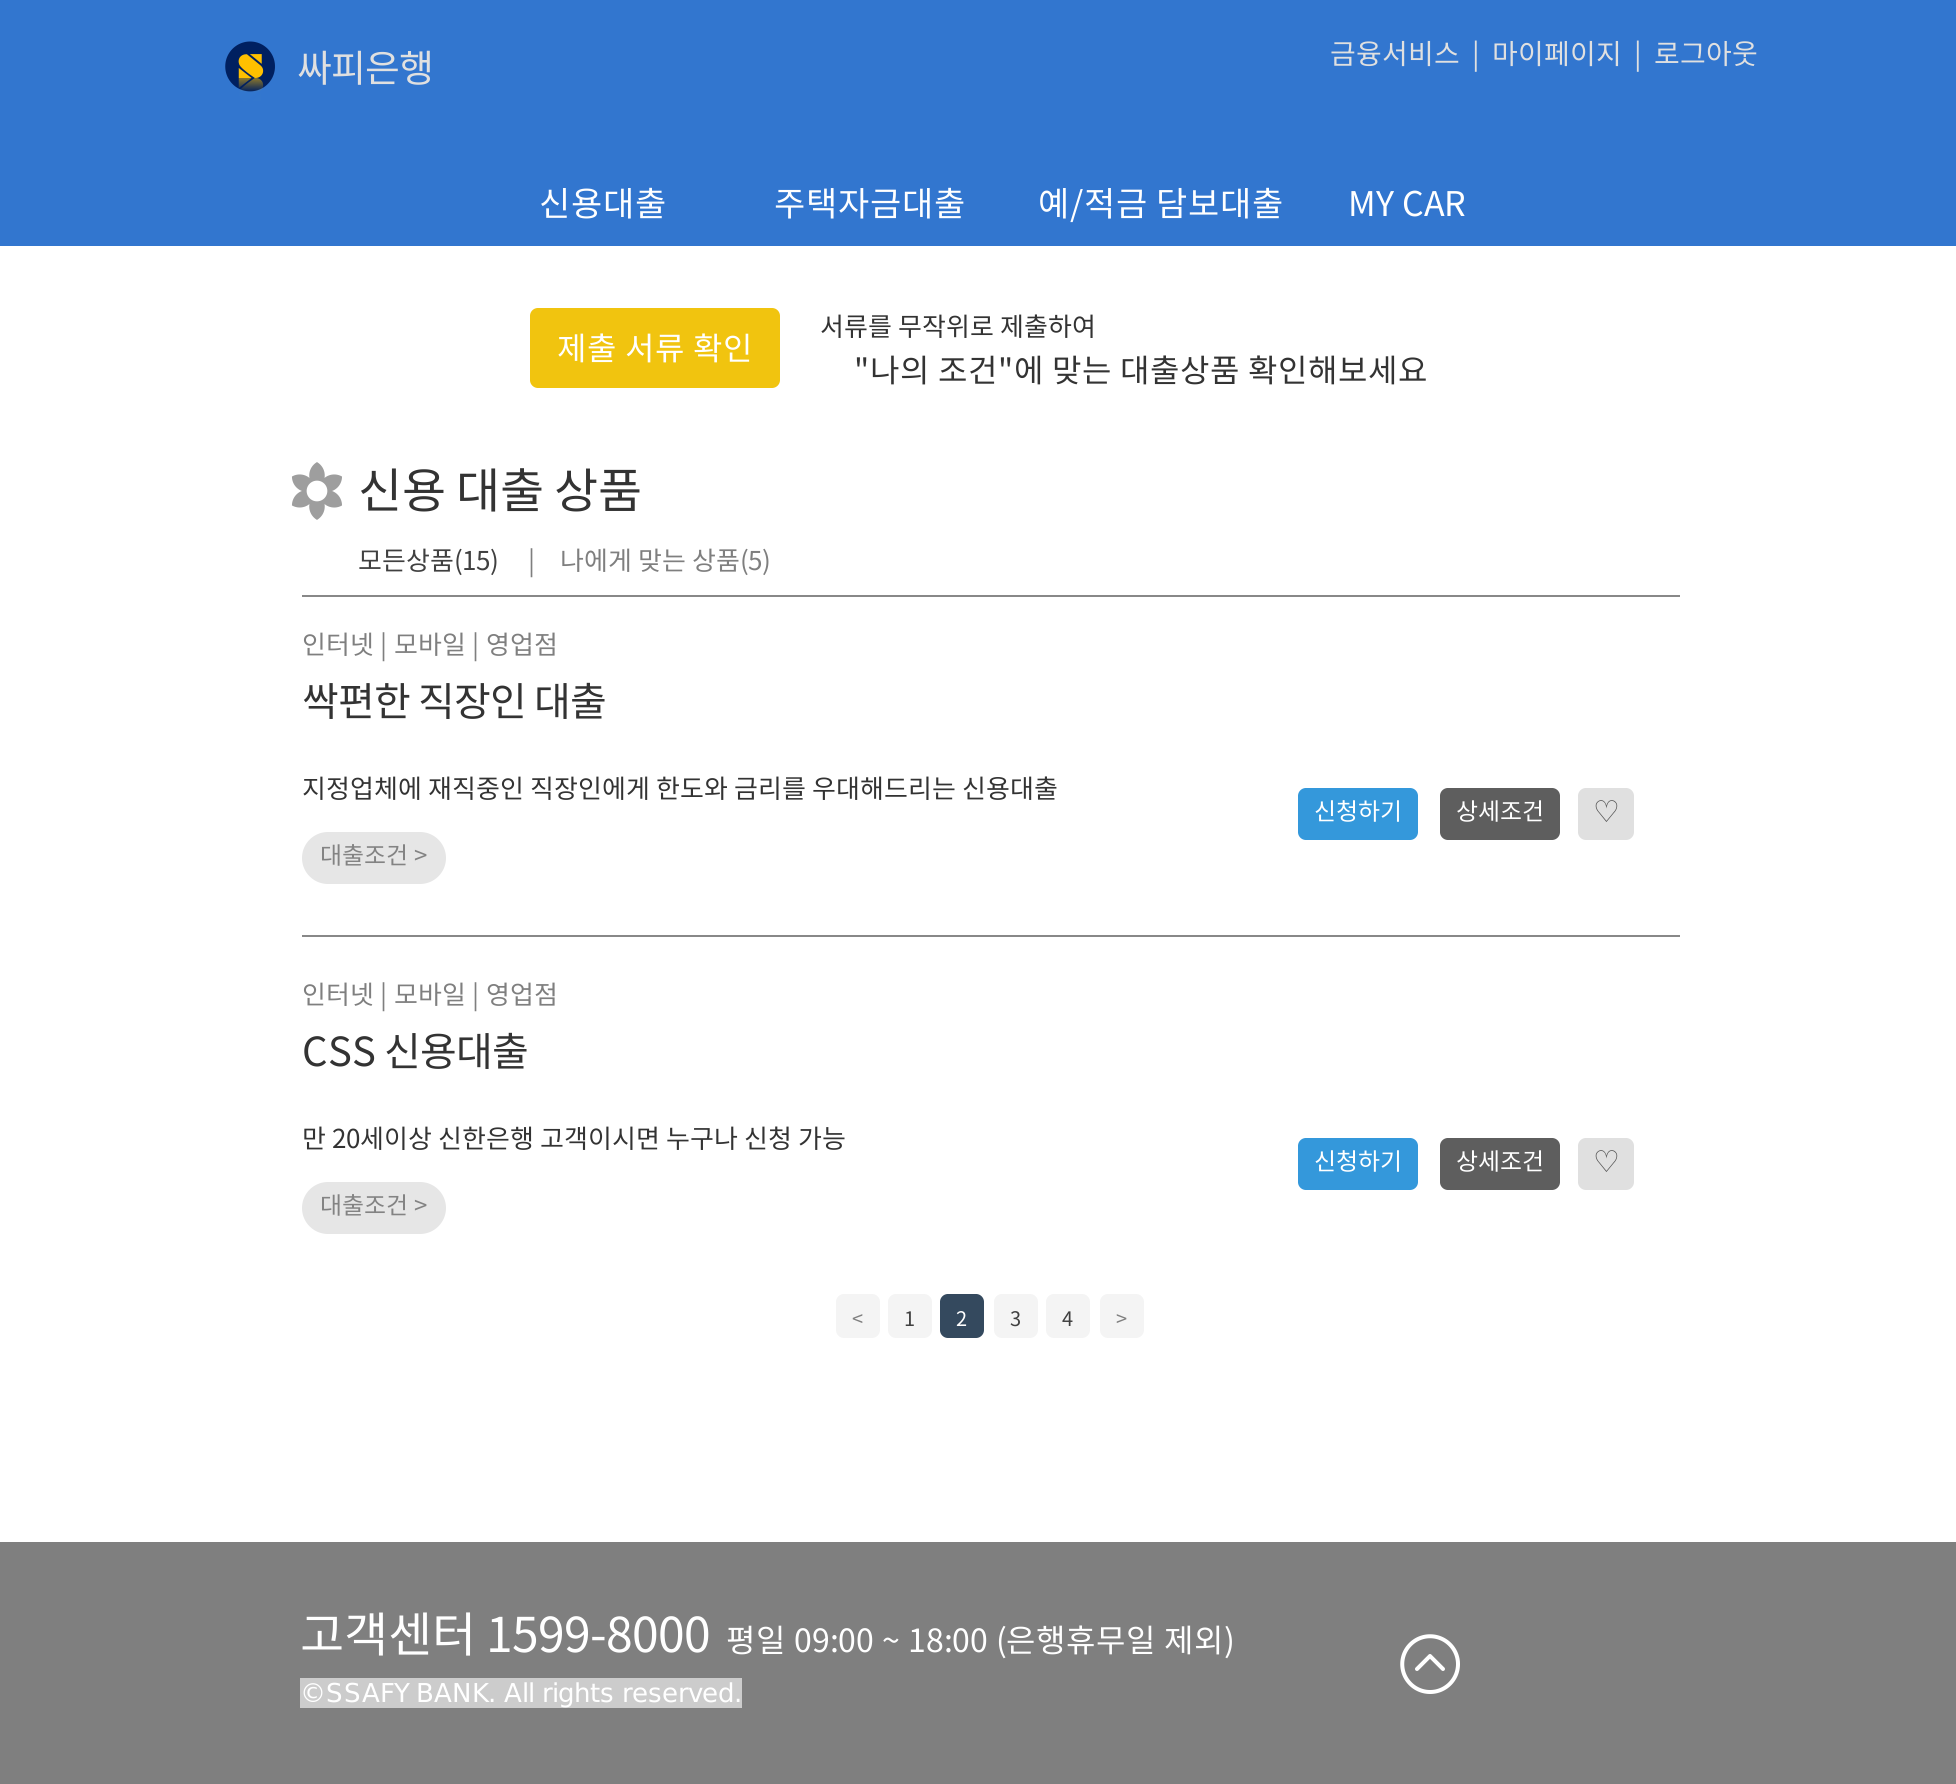 싸피은행
금융서비스 | 마이페이지 | 로그아웃
신용대출 주택자금대출 예/적금 담보대출 MY CAR
제출 서류 확인
서류를 무작위로 제출하여
"나의 조건"에 맞는 대출상품 확인해보세요
신용 대출 상품
모든상품(15) | 나에게 맞는 상품(5)
인터넷 | 모바일 | 영업점
싹편한 직장인 대출
지정업체에 재직중인 직장인에게 한도와 금리를 우대해드리는 신용대출
신청하기 상세조건 ♡
대출조건 >
인터넷 | 모바일 | 영업점
CSS 신용대출
만 20세이상 신한은행 고객이시면 누구나 신청 가능
신청하기 상세조건 ♡
대출조건 >
< 1 2 3 4 >
고객센터 1599-8000 평일 09:00 ~ 18:00 (은행휴무일 제외)
©SSAFY BANK. All rights reserved.